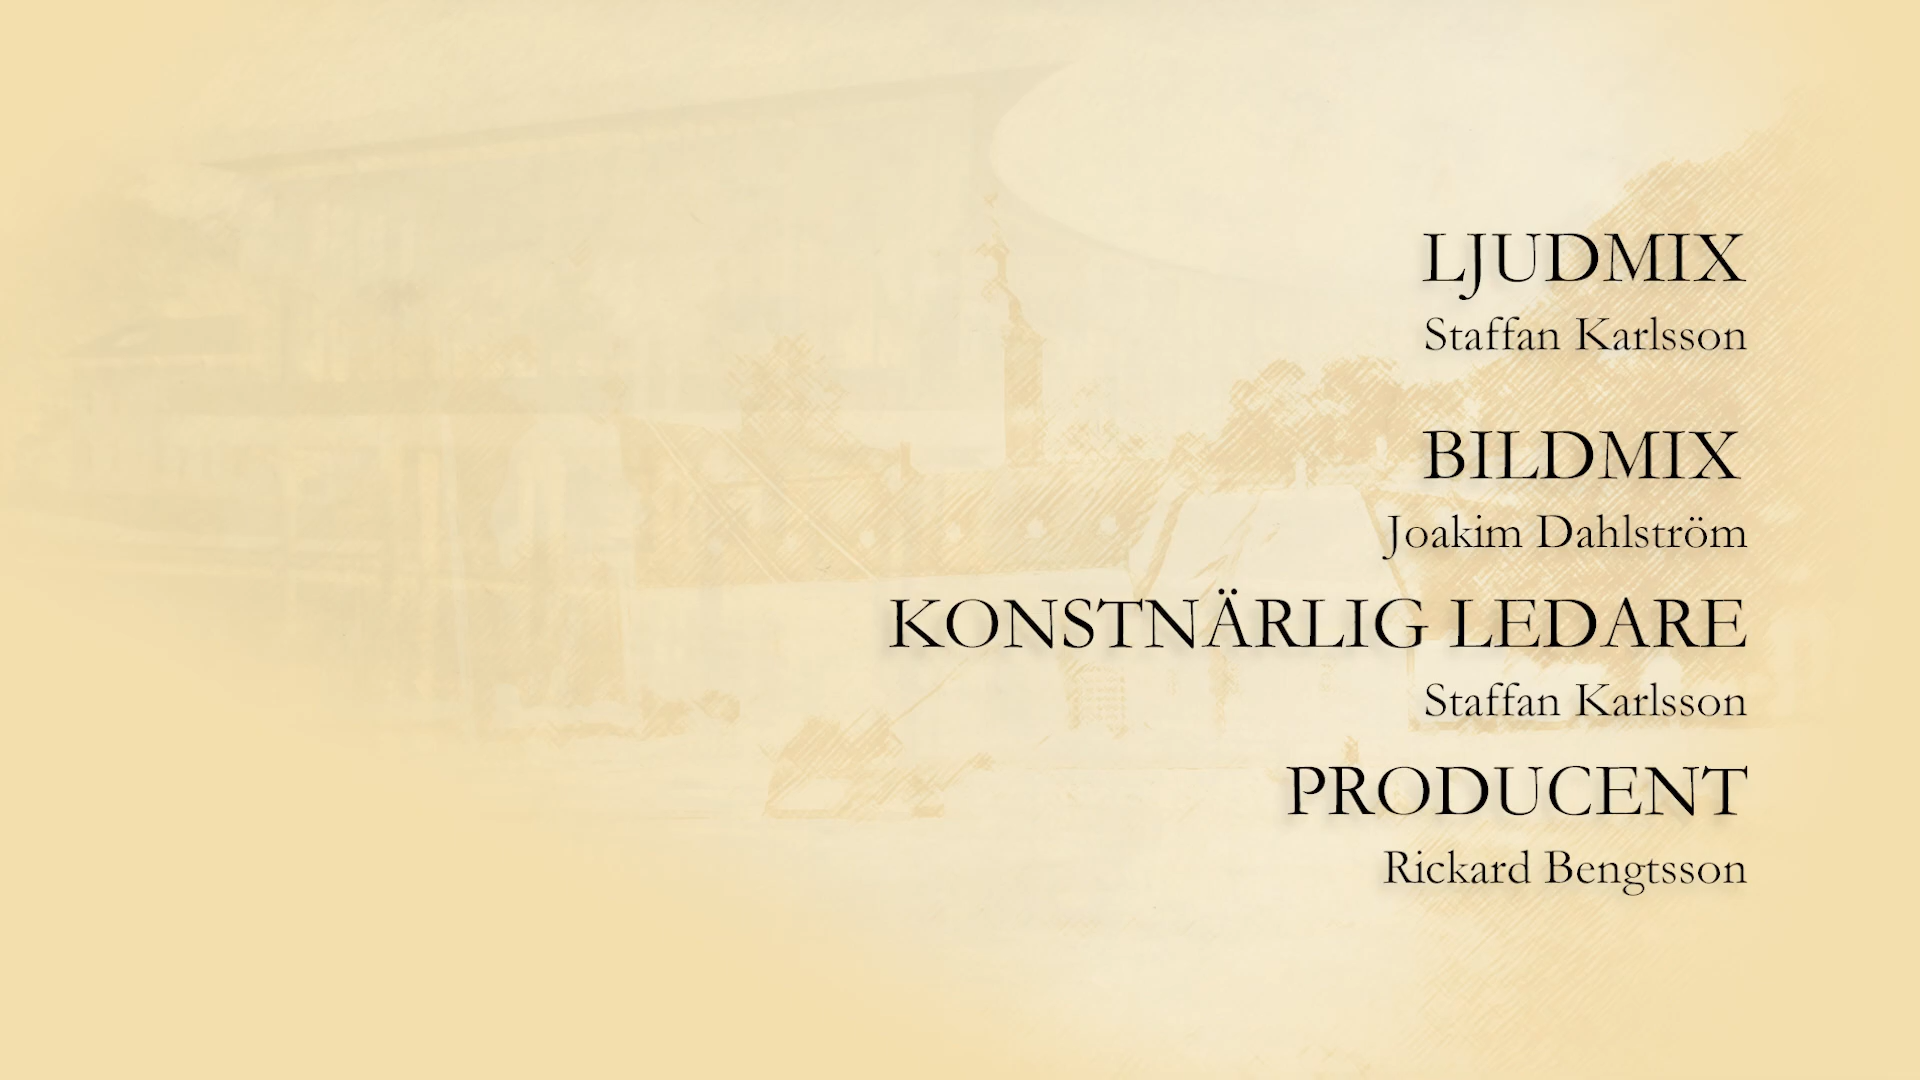 LJUDMIX
Staffan Karlsson
BILDMIX
Joakim Dahlström
KONSTNÄRLIG LEDARE
Staffan Karlsson
PRODUCENT
Rickard Bengtsson